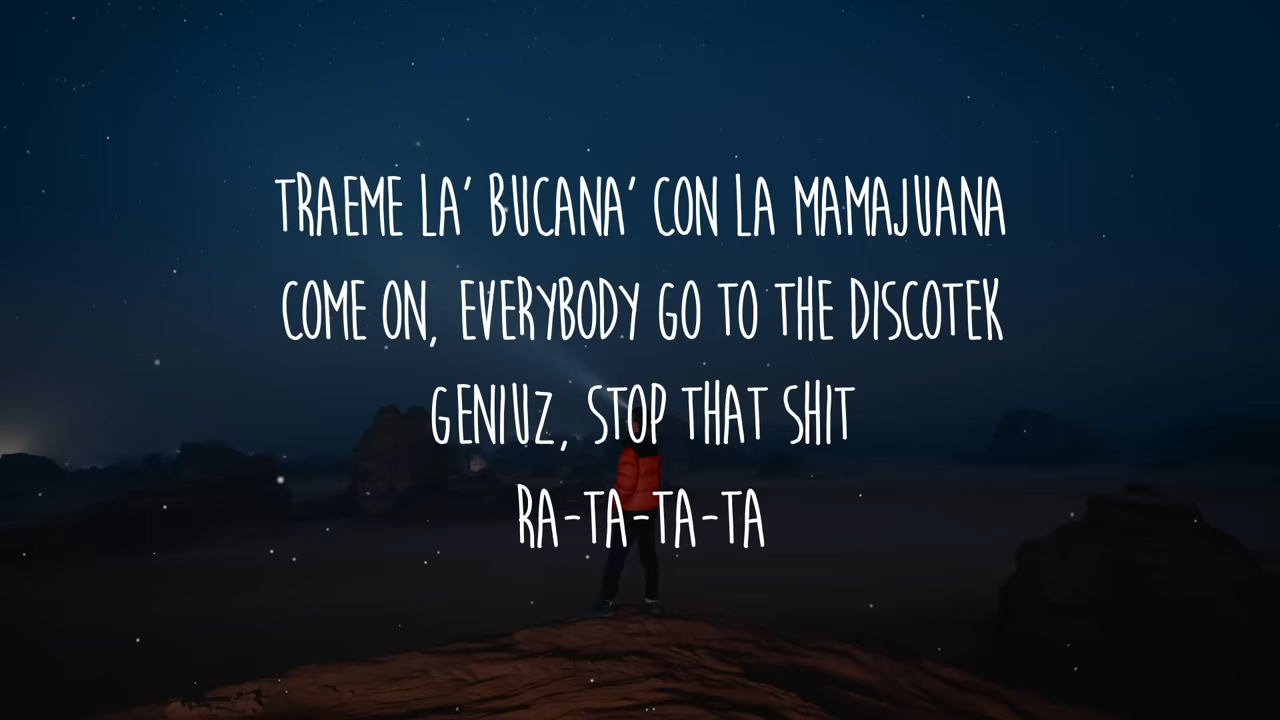 TRAEME LA' BUCANA' CON LA MAMAJUANA
COME ON, EVERYBODY GO TO THE DISCOTEK
GENIUZ, STOP THAT SHIT
RA-TA-TA-TA